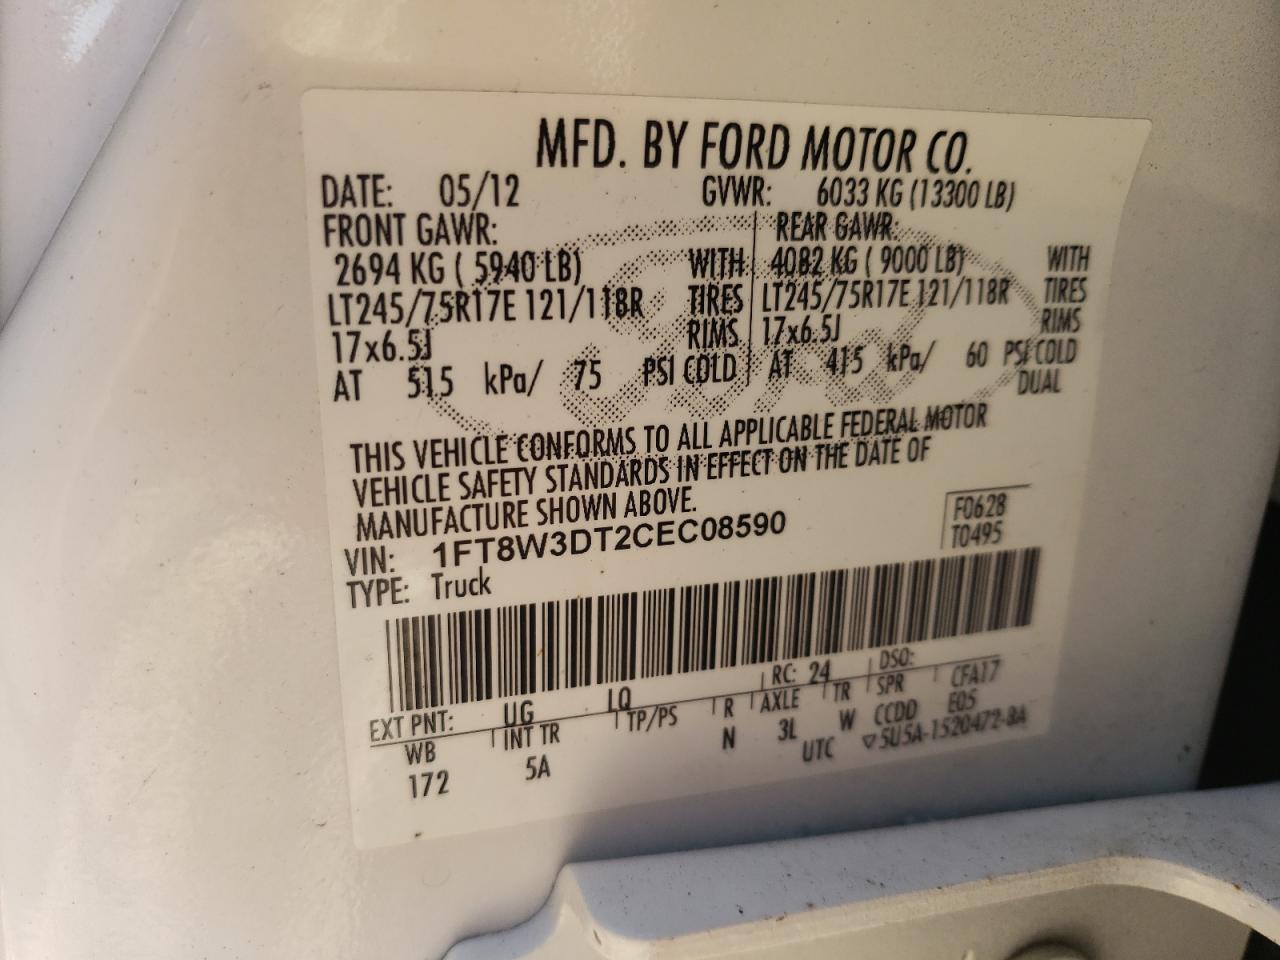 MFD. BY FORD MOTOR CO.
DATE: 05/12 GVWR: 6033 KG (13300 LB)
FRONT GAWR: REAR GAWR:
2694 KG ( 5940 LB) WITH 4082 KG ( 9000 LB) WITH
LT245/75R17E 121/118R TIRES LT245/75R17E 121/118R TIRES
17x6.5J RIMS 17x6.5J RIMS
AT 515 kPa/ 75 PSI COLD AT 415 kPa/ 60 PSI COLD
DUAL
THIS VEHICLE CONFORMS TO ALL APPLICABLE FEDERAL MOTOR
VEHICLE SAFETY STANDARDS IN EFFECT ON THE DATE OF
MANUFACTURE SHOWN ABOVE.
VIN: 1FT8W3DT2CEC08590 F0628
TYPE: Truck T0495
EXT PNT: UG LQ RC: 24 DSO:
WB INT TR TP/PS R AXLE TR SPR CFA17
172 5A N 3L W CCDD E05
UTC ▽5U5A-1520472-BA